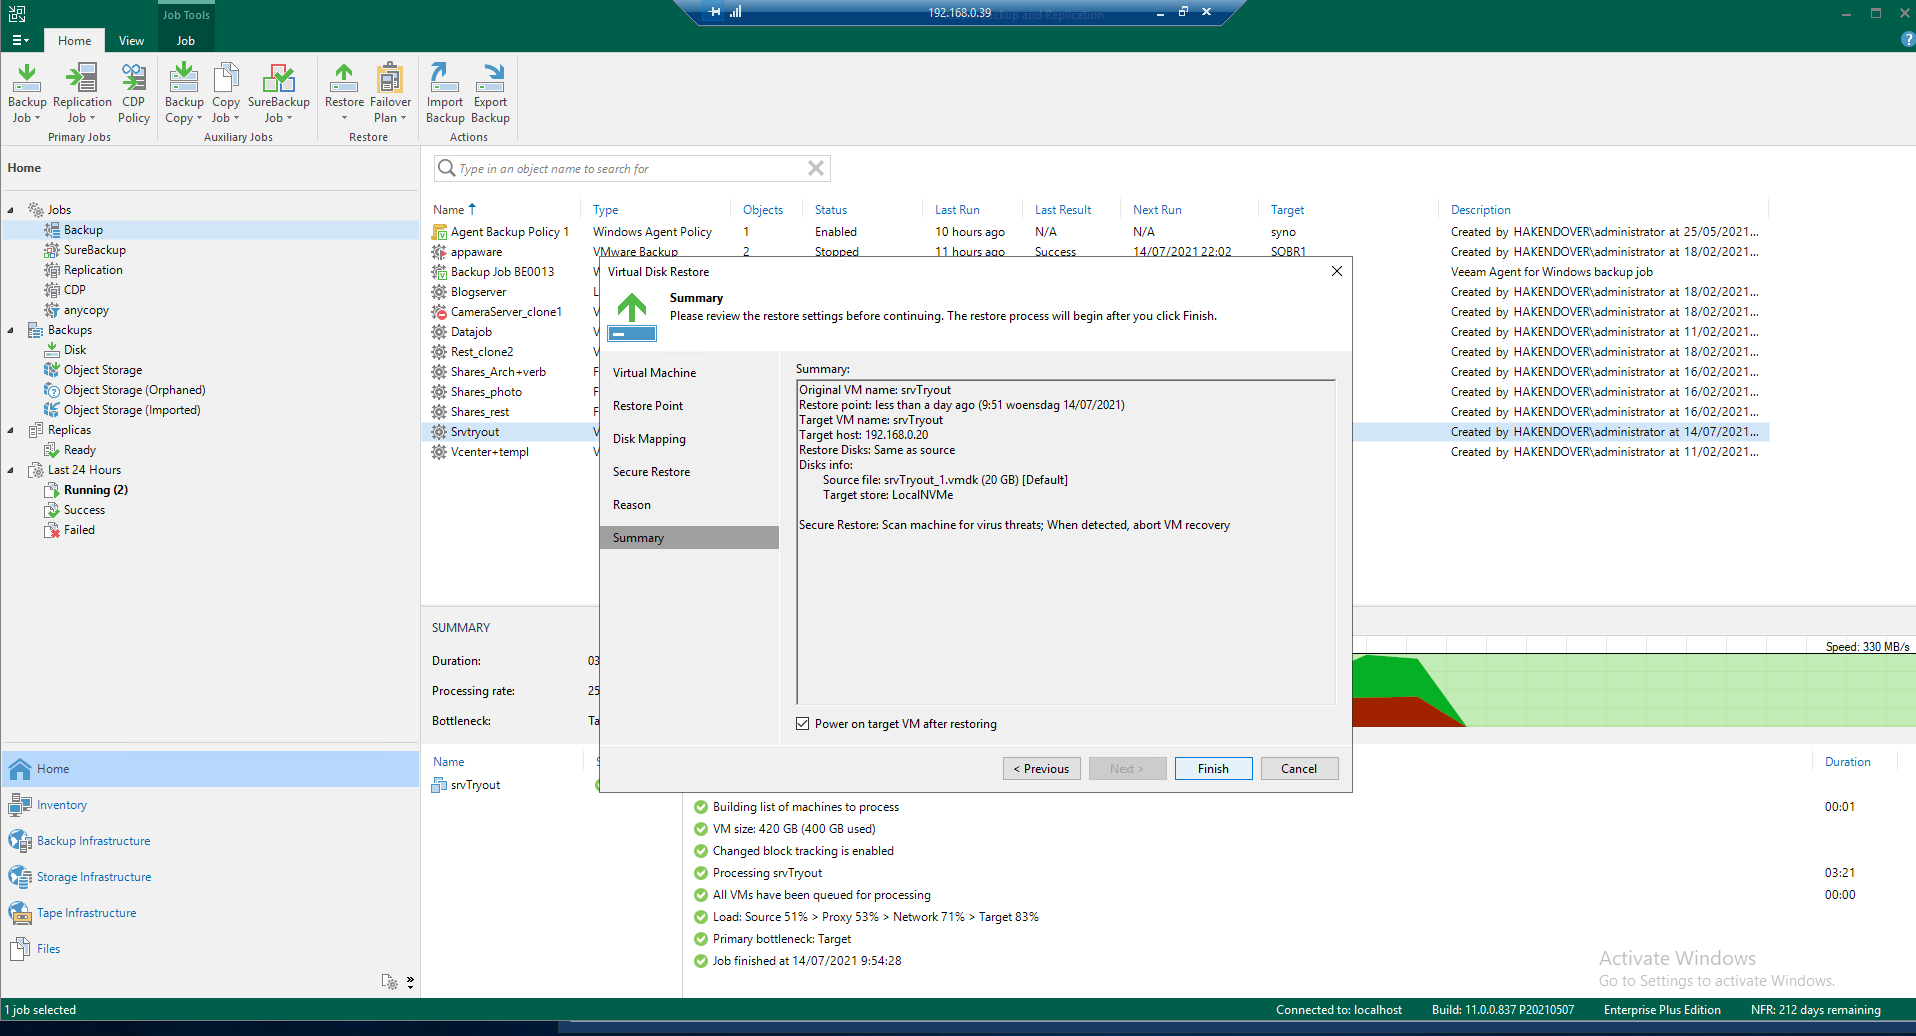 Job Tools
192.168.0.39
ckup and Replication
Home
View
Job
Backup Job
Replication Job
CDP Policy
Primary Jobs
Backup Copy
Copy Job
SureBackup Job
Auxiliary Jobs
Restore
Failover Plan
Restore
Import Backup
Export Backup
Actions
Home
Type in an object name to search for
Jobs
Backup
SureBackup
Replication
CDP
anycopy
Backups
Disk
Object Storage
Object Storage (Orphaned)
Object Storage (Imported)
Replicas
Ready
Last 24 Hours
Running (2)
Success
Failed
Name Type Objects Status Last Run Last Result Next Run Target Description
Agent Backup Policy 1 Windows Agent Policy 1 Enabled 10 hours ago N/A N/A syno Created by HAKENDOVER\administrator at 25/05/2021...
appaware VMware Backup 2 Stopped 11 hours ago Success 14/07/2021 22:02 SOBR1 Created by HAKENDOVER\administrator at 18/02/2021...
Backup Job BE0013 Veeam Agent for Windows backup job
Blogserver Created by HAKENDOVER\administrator at 18/02/2021...
CameraServer_clone1 Created by HAKENDOVER\administrator at 18/02/2021...
Datajob Created by HAKENDOVER\administrator at 11/02/2021...
Rest_clone2 Created by HAKENDOVER\administrator at 18/02/2021...
Shares_Arch+verb Created by HAKENDOVER\administrator at 16/02/2021...
Shares_photo Created by HAKENDOVER\administrator at 16/02/2021...
Shares_rest Created by HAKENDOVER\administrator at 16/02/2021...
Srvtryout Created by HAKENDOVER\administrator at 14/07/2021...
Vcenter+templ Created by HAKENDOVER\administrator at 11/02/2021...
Virtual Disk Restore
Summary
Please review the restore settings before continuing. The restore process will begin after you click Finish.
Virtual Machine
Restore Point
Disk Mapping
Secure Restore
Reason
Summary
Summary:
Original VM name: srvTryout
Restore point: less than a day ago (9:51 woensdag 14/07/2021)
Target VM name: srvTryout
Target host: 192.168.0.20
Restore Disks: Same as source
Disks info:
Source file: srvTryout_1.vmdk (20 GB) [Default]
Target store: LocalNVMe
Secure Restore: Scan machine for virus threats; When detected, abort VM recovery
Power on target VM after restoring
< Previous
Next >
Finish
Cancel
SUMMARY
Duration: 03
Processing rate: 25
Bottleneck: Ta
Speed: 330 MB/s
Name
Duration
srvTryout
Building list of machines to process 00:01
VM size: 420 GB (400 GB used)
Changed block tracking is enabled
Processing srvTryout 03:21
All VMs have been queued for processing 00:00
Load: Source 51% > Proxy 53% > Network 71% > Target 83%
Primary bottleneck: Target
Job finished at 14/07/2021 9:54:28
Home
Inventory
Backup Infrastructure
Storage Infrastructure
Tape Infrastructure
Files
Activate Windows
Go to Settings to activate Windows.
1 job selected
Connected to: localhost
Build: 11.0.0.837 P20210507
Enterprise Plus Edition
NFR: 212 days remaining